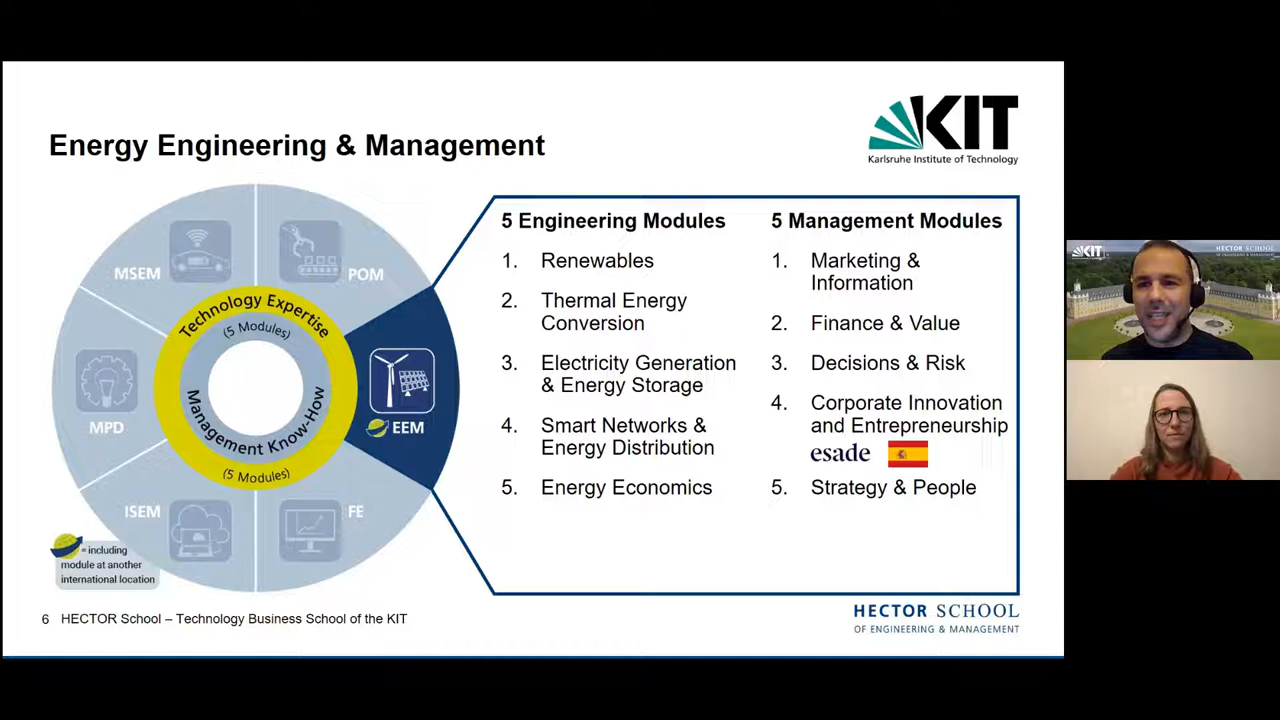 Energy Engineering & Management
KIT
Karlsruhe Institute of Technology
MSEM
POM
MPD
EEM
ISEM
FE
Technology Expertise
(5 Modules)
Management Know-How
(5 Modules)
= including
module at another
international location
5 Engineering Modules
1. Renewables
2. Thermal Energy
Conversion
3. Electricity Generation
& Energy Storage
4. Smart Networks &
Energy Distribution
5. Energy Economics
5 Management Modules
1. Marketing &
Information
2. Finance & Value
3. Decisions & Risk
4. Corporate Innovation
and Entrepreneurship
esade
5. Strategy & People
6 HECTOR School – Technology Business School of the KIT
HECTOR SCHOOL
OF ENGINEERING & MANAGEMENT
KIT
HECTOR SCHOOL
OF ENGINEERING & MANAGEMENT